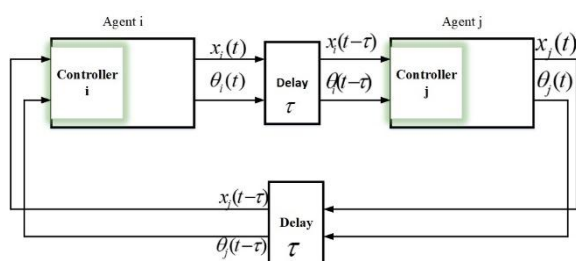 Agent i
Agent j
Controller
i
x_i(t)
θ_i(t)
Delay
τ
x_i(t−τ)
θ_i(t−τ)
Controller
j
x_j(t)
θ_j(t)
x_j(t−τ)
θ_j(t−τ)
Delay
τ